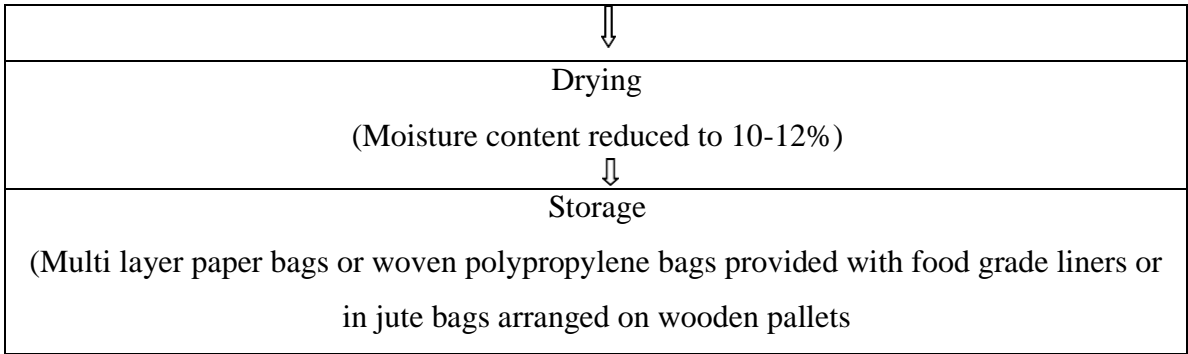 Drying
(Moisture content reduced to 10-12%)
Storage
(Multi layer paper bags or woven polypropylene bags provided with food grade liners or
in jute bags arranged on wooden pallets